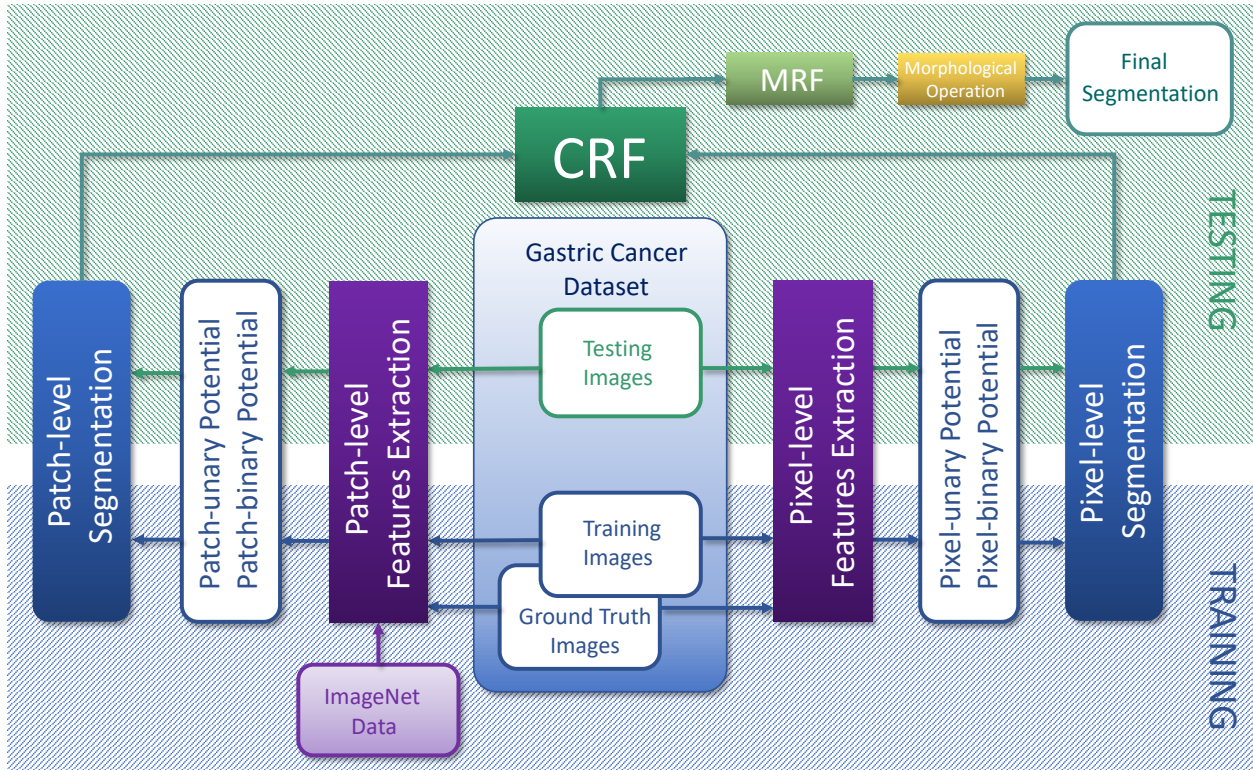 MRF
Morphological
Operation
Final
Segmentation
CRF
TESTING
Gastric Cancer
Dataset
Patch-level
Segmentation
Patch-unary Potential
Patch-binary Potential
Patch-level
Features Extraction
Testing
Images
Pixel-level
Features Extraction
Pixel-unary Potential
Pixel-binary Potential
Pixel-level
Segmentation
Training
Images
Ground Truth
Images
TRAINING
ImageNet
Data